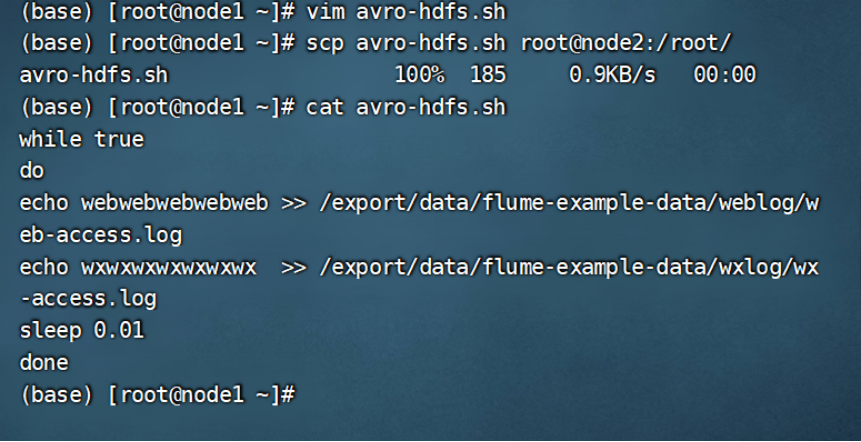 (base) [root@node1 ~]# vim avro-hdfs.sh
(base) [root@node1 ~]# scp avro-hdfs.sh root@node2:/root/
avro-hdfs.sh                  100%  185     0.9KB/s   00:00
(base) [root@node1 ~]# cat avro-hdfs.sh
while true
do
echo webwebwebwebweb >> /export/data/flume-example-data/weblog/w
eb-access.log
echo wxwxwxwxwxwxwx  >> /export/data/flume-example-data/wxlog/wx
-access.log
sleep 0.01
done
(base) [root@node1 ~]#